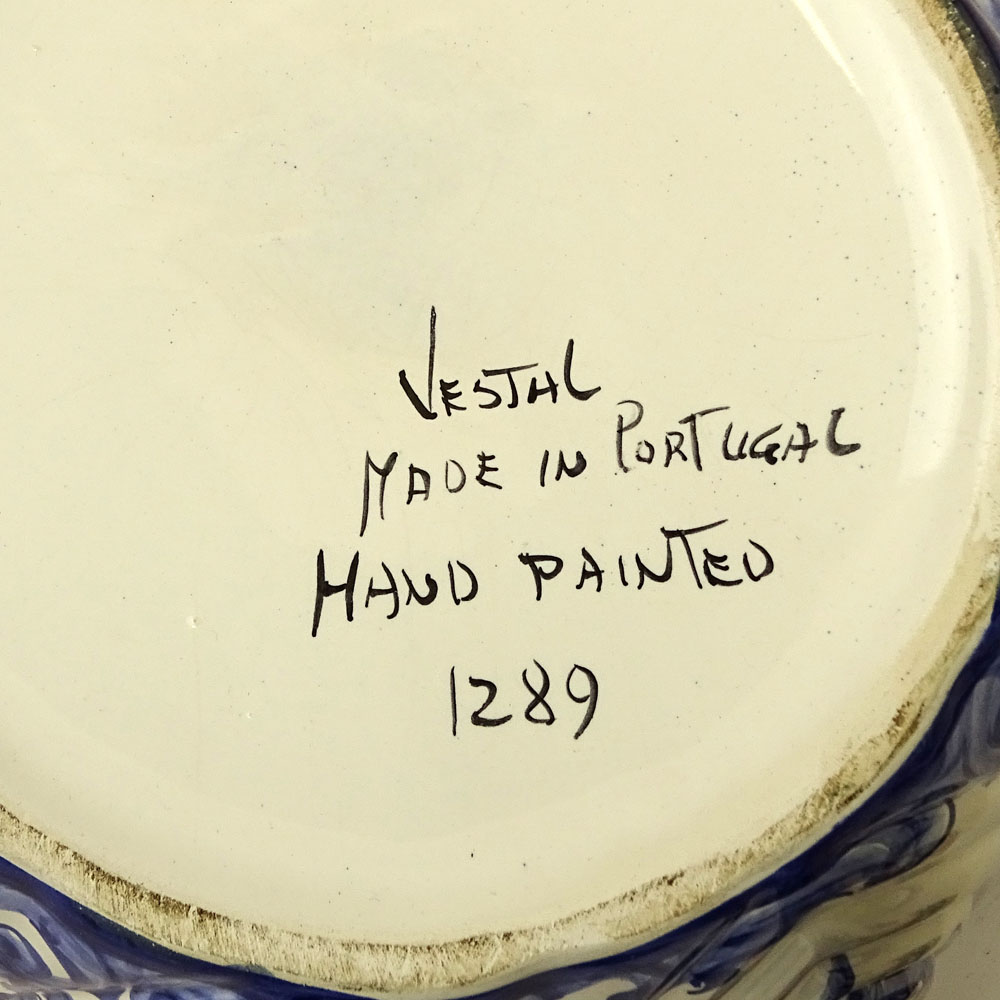 VESTAL
MADE IN PORTUGAL
HAND PAINTED
1289